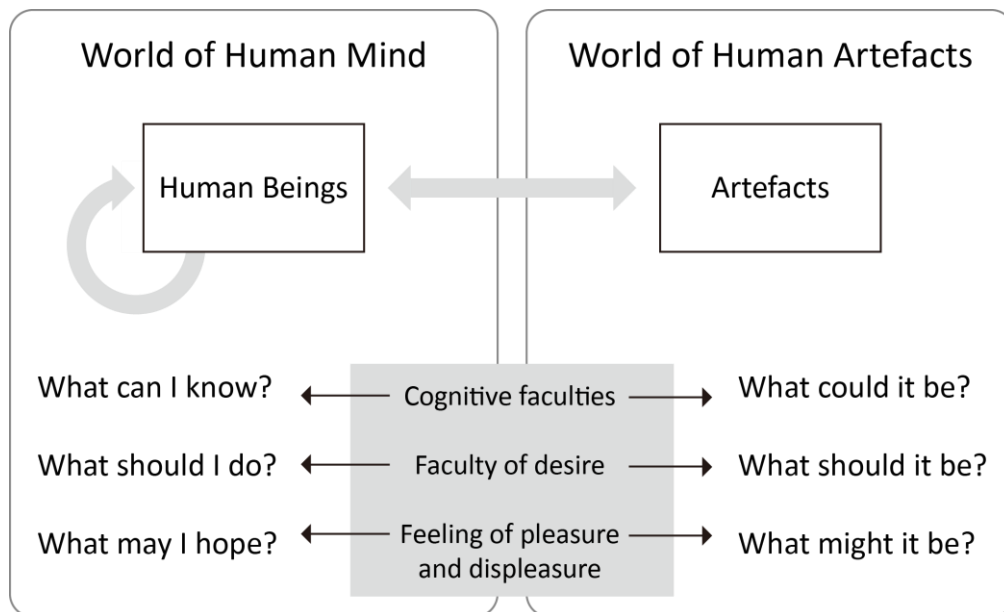 World of Human Mind
World of Human Artefacts
Human Beings
Artefacts
What can I know?
Cognitive faculties
What could it be?
What should I do?
Faculty of desire
What should it be?
What may I hope?
Feeling of pleasure
and displeasure
What might it be?